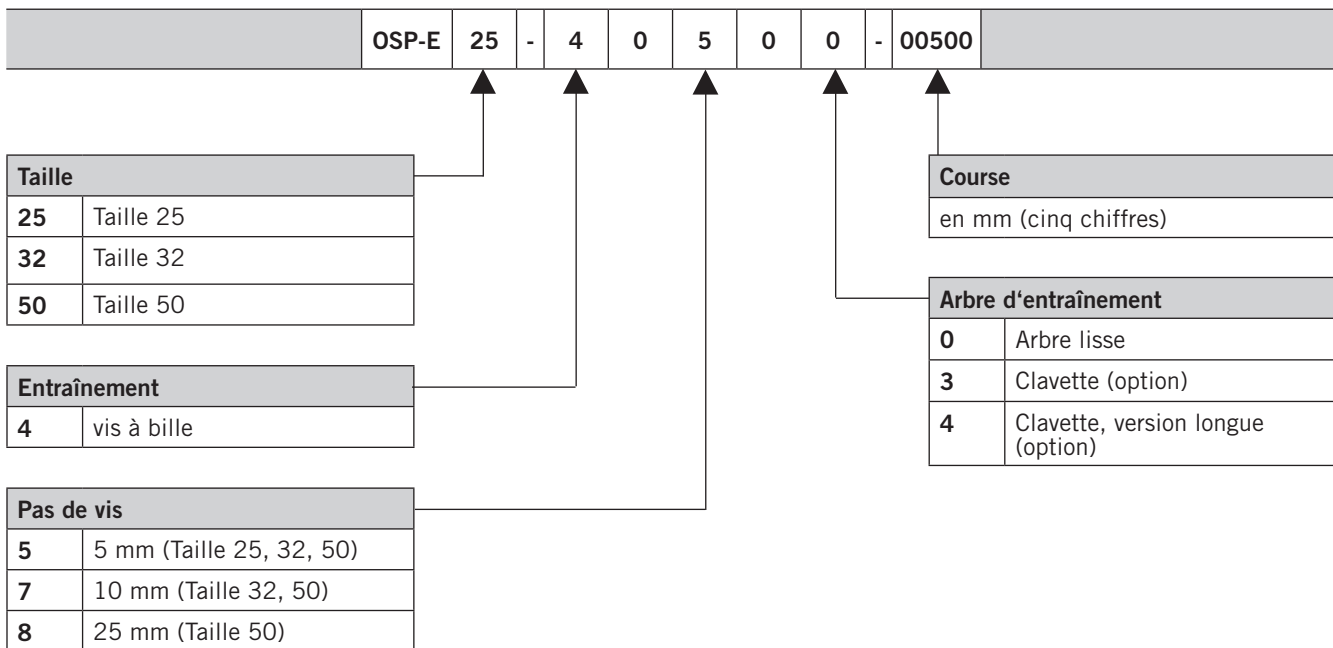 OSP-E 25 - 4 0 5 0 0 - 00500
Taille
25 Taille 25
32 Taille 32
50 Taille 50
Entraînement
4 vis à bille
Pas de vis
5 5 mm (Taille 25, 32, 50)
7 10 mm (Taille 32, 50)
8 25 mm (Taille 50)
Course
en mm (cinq chiffres)
Arbre d‘entraînement
0 Arbre lisse
3 Clavette (option)
4 Clavette, version longue
(option)